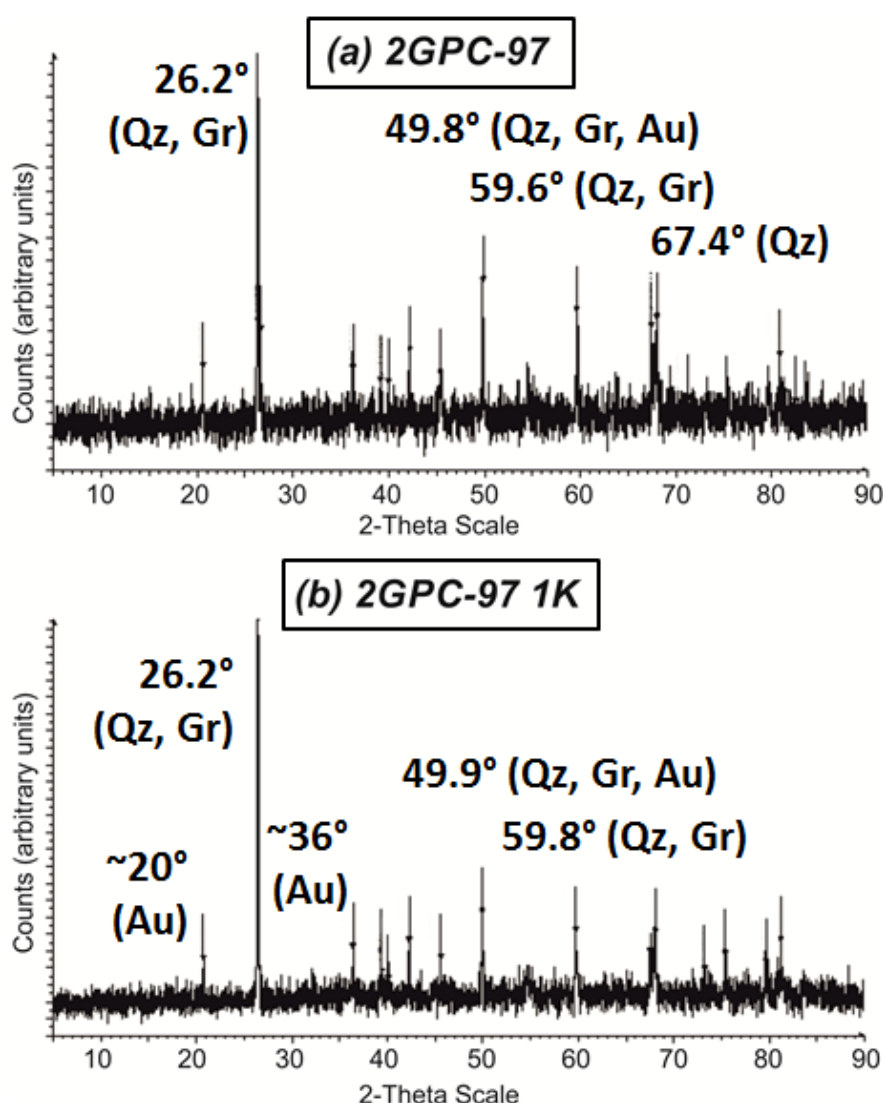 (a) 2GPC-97
26.2°
(Qz, Gr)
49.8° (Qz, Gr, Au)
59.6° (Qz, Gr)
67.4° (Qz)
Counts (arbitrary units)
10 20 30 40 50 60 70 80 90
2-Theta Scale
(b) 2GPC-97 1K
26.2°
(Qz, Gr)
49.9° (Qz, Gr, Au)
59.8° (Qz, Gr)
~36°
(Au)
~20°
(Au)
Counts (arbitrary units)
10 20 30 40 50 60 70 80 90
2-Theta Scale